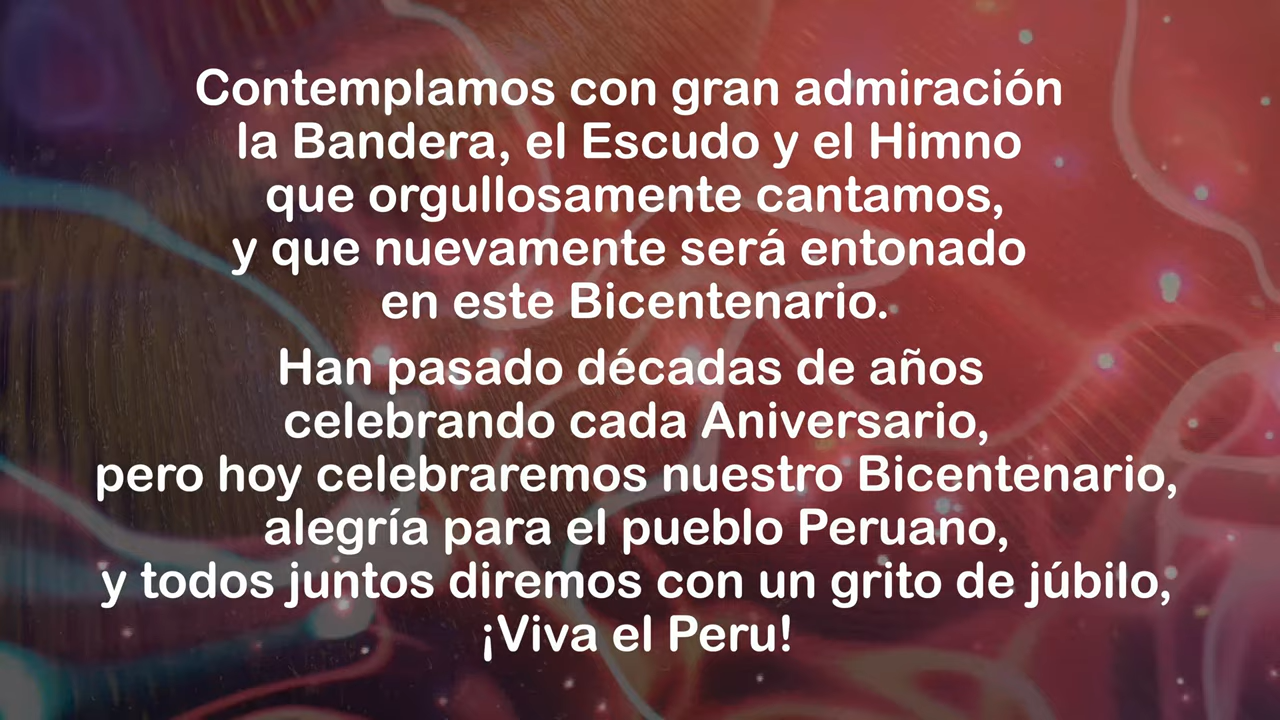 Contemplamos con gran admiración
la Bandera, el Escudo y el Himno
que orgullosamente cantamos,
y que nuevamente será entonado
en este Bicentenario.
Han pasado décadas de años
celebrando cada Aniversario,
pero hoy celebraremos nuestro Bicentenario,
alegría para el pueblo Peruano,
y todos juntos diremos con un grito de júbilo,
¡Viva el Peru!